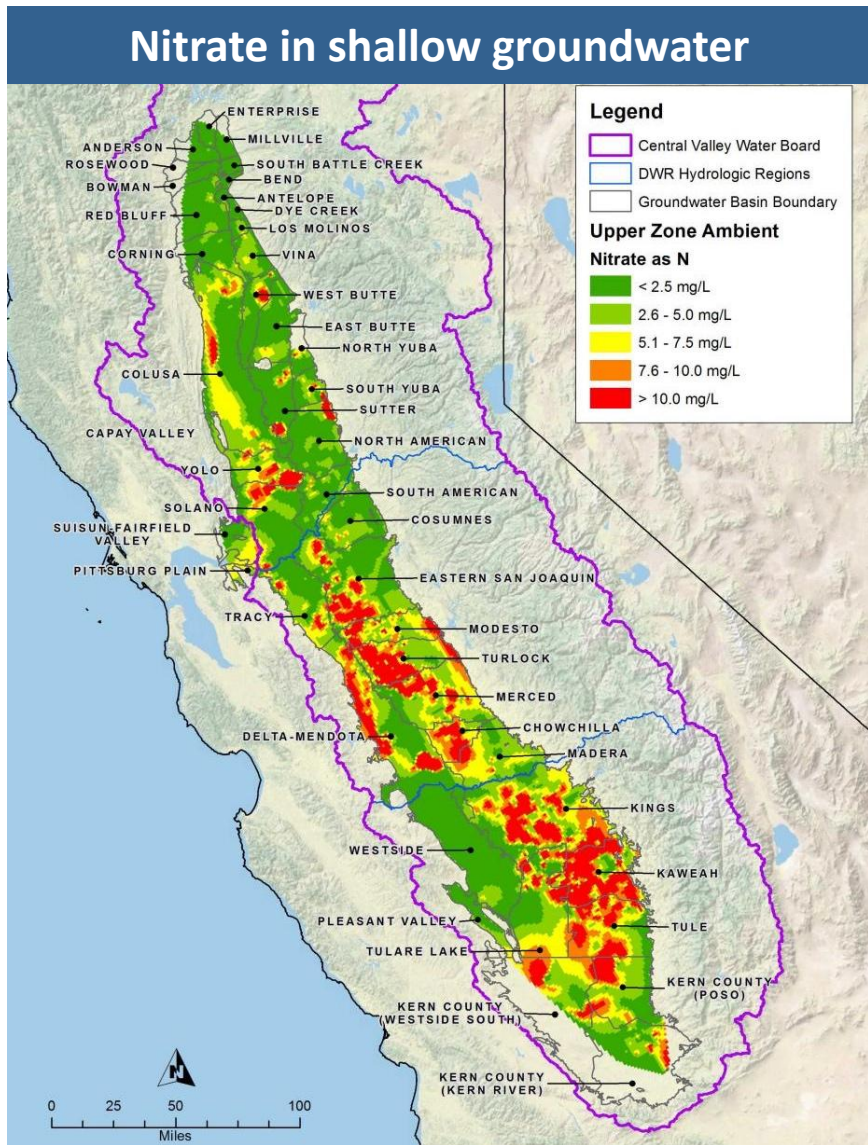 Nitrate in shallow groundwater
Legend
Central Valley Water Board
DWR Hydrologic Regions
Groundwater Basin Boundary
Upper Zone Ambient
Nitrate as N
< 2.5 mg/L
2.6 - 5.0 mg/L
5.1 - 7.5 mg/L
7.6 - 10.0 mg/L
> 10.0 mg/L
ENTERPRISE
MILLVILLE
ANDERSON
ROSEWOOD
SOUTH BATTLE CREEK
BOWMAN
BEND
ANTELOPE
DYE CREEK
RED BLUFF
LOS MOLINOS
CORNING
VINA
WEST BUTTE
EAST BUTTE
NORTH YUBA
COLUSA
SOUTH YUBA
SUTTER
CAPAY VALLEY
NORTH AMERICAN
YOLO
SOUTH AMERICAN
SOLANO
COSUMNES
SUISUN-FAIRFIELD
VALLEY
PITTSBURG PLAIN
EASTERN SAN JOAQUIN
TRACY
MODESTO
TURLOCK
MERCED
CHOWCHILLA
DELTA-MENDOTA
MADERA
KINGS
WESTSIDE
KAWEAH
PLEASANT VALLEY
TULE
TULARE LAKE
KERN COUNTY
(POSO)
KERN COUNTY
(WESTSIDE SOUTH)
KERN COUNTY
(KERN RIVER)
N
0 50 100
Miles